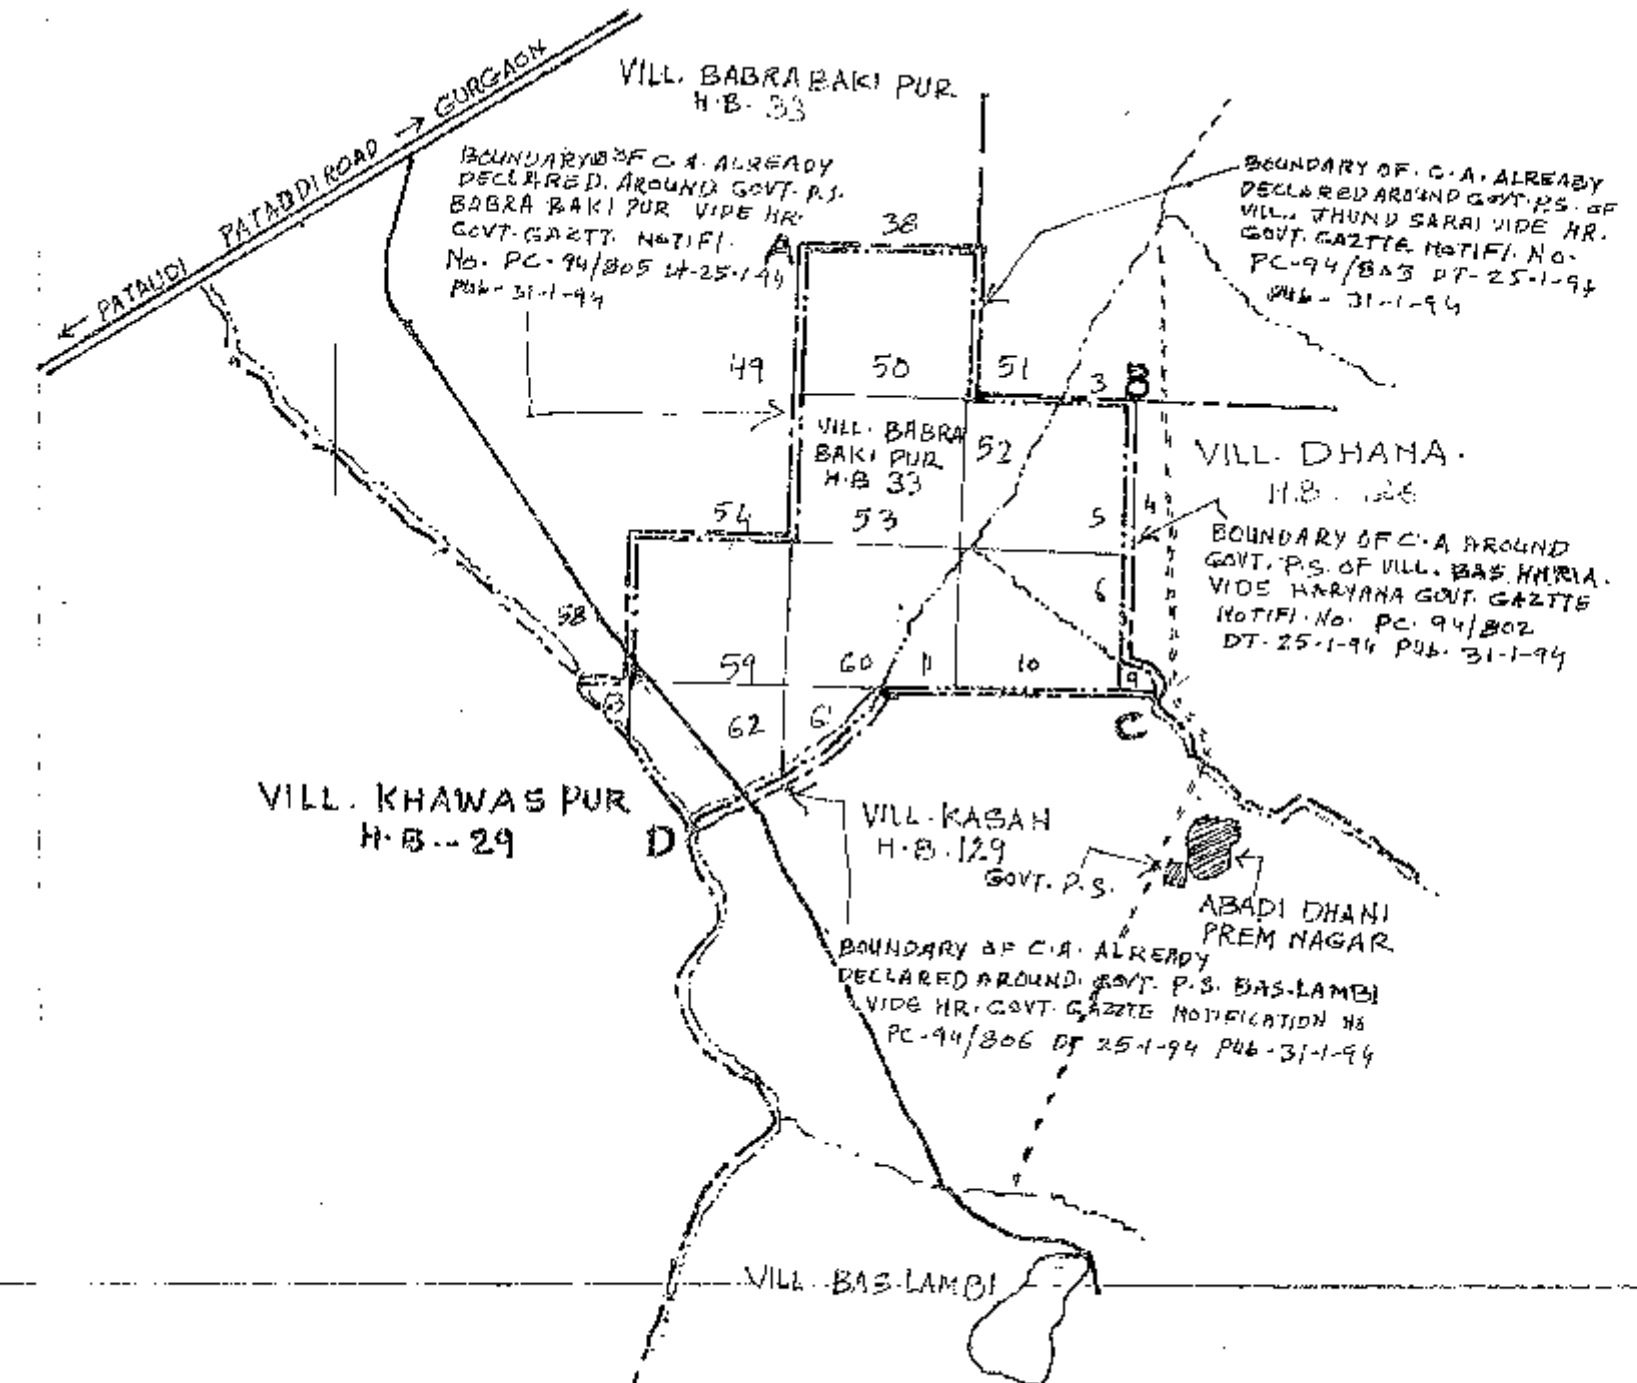 ← PATAUDI
PATAUDI ROAD → GURGAON
VILL. BABRA BAKI PUR
H.B. 33
BOUNDARY OF C.A. ALREADY
DECLARED. AROUND GOVT. P.S.
BABRA BAKI PUR VIDE HR.
GOVT. GAZTT. NOTIFI.
No. PC-94/805 Dt-25-1-94
Pub-31-1-94
BOUNDARY OF. C.A. ALREADY
DECLARED AROUND GOVT. P.S. OF
VILL. JHUND SARAI VIDE HR.
GOVT. GAZTTE NOTIFI. NO.
PC-94/803 DT-25-1-94
Pub- 31-1-94
A
38
49
50
51
3
B
VILL. BABRA
BAKI PUR
H.B 33
52
VILL. DHANA.
H.B.
54
53
5
4
BOUNDARY OF C.A AROUND
GOVT. P.S. OF VILL. BAS HARIA.
VIDE HARYANA GOVT. GAZTTE
NOTIFI. No. PC. 94/802
DT-25-1-94 Pub. 31-1-94
6
58
59
60
11
10
9
63
62
61
C
VILL. KHAWAS PUR
H.B.-29
D
VILL. KASAN
H.B. 129
GOVT. P.S.
ABADI DHANI
PREM NAGAR
BOUNDARY OF C.A. ALREADY
DECLARED AROUND. GOVT. P.S. BAS-LAMBI
VIDE HR. GOVT. GAZZTE NOTIFICATION No
PC-94/806 DT 25-1-94 Pub-31-1-94
VILL. BAS-LAMBI